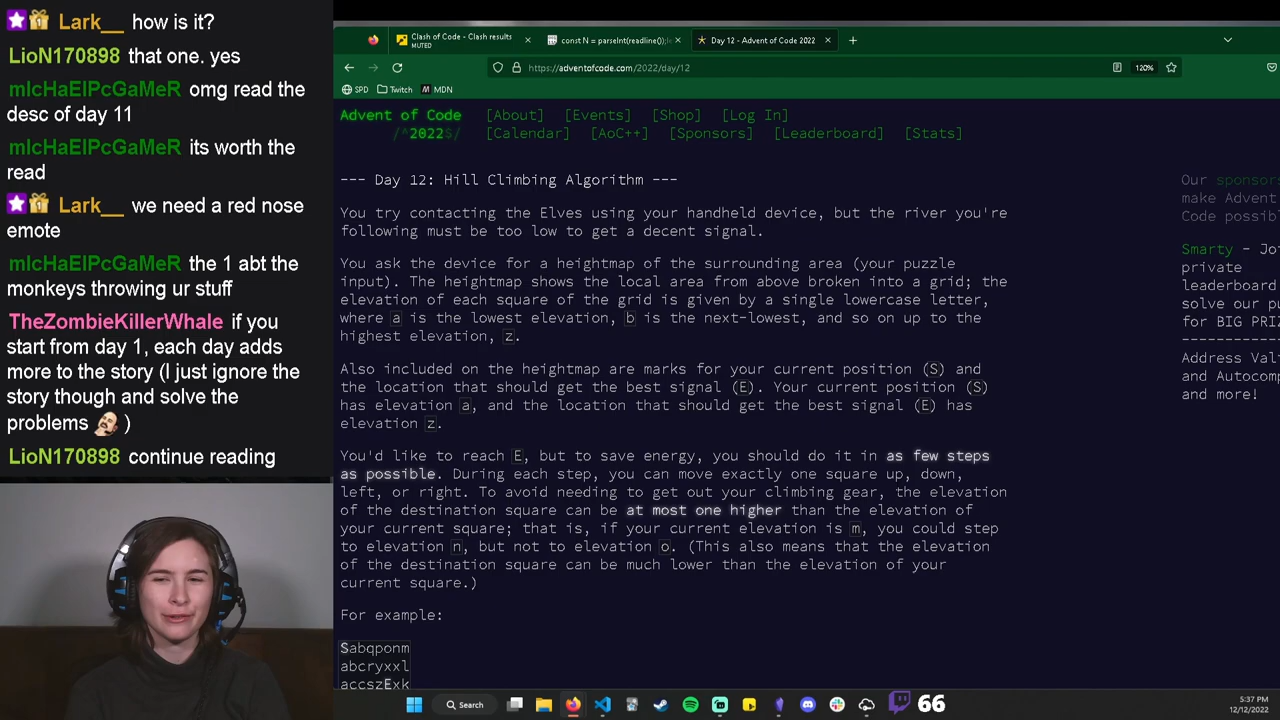 Lark__ how is it?
LioN170898 that one. yes
mIcHaElPcGaMeR omg read the
desc of day 11
mIcHaElPcGaMeR its worth the
read
Lark__ we need a red nose
emote
mIcHaElPcGaMeR the 1 abt the
monkeys throwing ur stuff
TheZombieKillerWhale if you
start from day 1, each day adds
more to the story (I just ignore the
story though and solve the
problems )
LioN170898 continue reading
Clash of Code - Clash results
MUTED
const N = parseInt(readline());le
Day 12 - Advent of Code 2022
https://adventofcode.com/2022/day/12
120%
SPD
Twitch
MDN
Advent of Code [About] [Events] [Shop] [Log In]
/^2022$/ [Calendar] [AoC++] [Sponsors] [Leaderboard] [Stats]
--- Day 12: Hill Climbing Algorithm ---
You try contacting the Elves using your handheld device, but the river you're
following must be too low to get a decent signal.
You ask the device for a heightmap of the surrounding area (your puzzle
input). The heightmap shows the local area from above broken into a grid; the
elevation of each square of the grid is given by a single lowercase letter,
where a is the lowest elevation, b is the next-lowest, and so on up to the
highest elevation, z.
Also included on the heightmap are marks for your current position (S) and
the location that should get the best signal (E). Your current position (S)
has elevation a, and the location that should get the best signal (E) has
elevation z.
You'd like to reach E, but to save energy, you should do it in as few steps
as possible. During each step, you can move exactly one square up, down,
left, or right. To avoid needing to get out your climbing gear, the elevation
of the destination square can be at most one higher than the elevation of
your current square; that is, if your current elevation is m, you could step
to elevation n, but not to elevation o. (This also means that the elevation
of the destination square can be much lower than the elevation of your
current square.)
For example:
Sabqponm
abcryxxl
accszExk
Our sponsors
make Advent
Code possib
Smarty - Joi
private
leaderboard
solve our pu
for BIG PRIZ
Address Vali
and Autocomp
and more!
Search
66
5:37 PM
12/12/2022